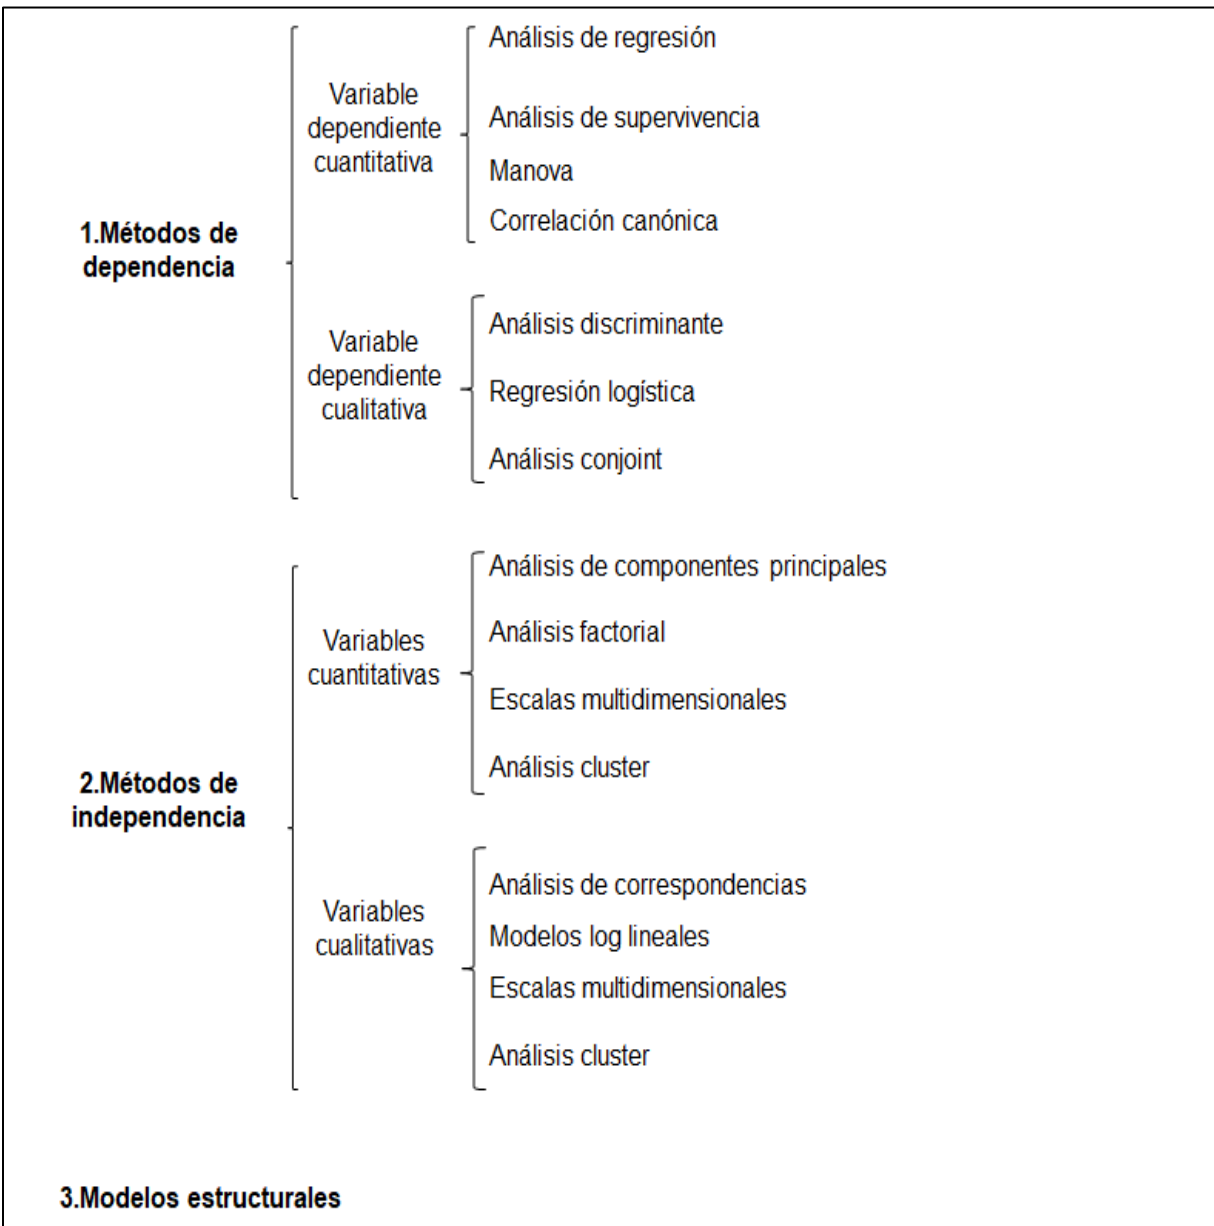 1.Métodos de
dependencia
Variable
dependiente
cuantitativa
Análisis de regresión
Análisis de supervivencia
Manova
Correlación canónica
Variable
dependiente
cualitativa
Análisis discriminante
Regresión logística
Análisis conjoint
2.Métodos de
independencia
Variables
cuantitativas
Análisis de componentes principales
Análisis factorial
Escalas multidimensionales
Análisis cluster
Variables
cualitativas
Análisis de correspondencias
Modelos log lineales
Escalas multidimensionales
Análisis cluster
3.Modelos estructurales